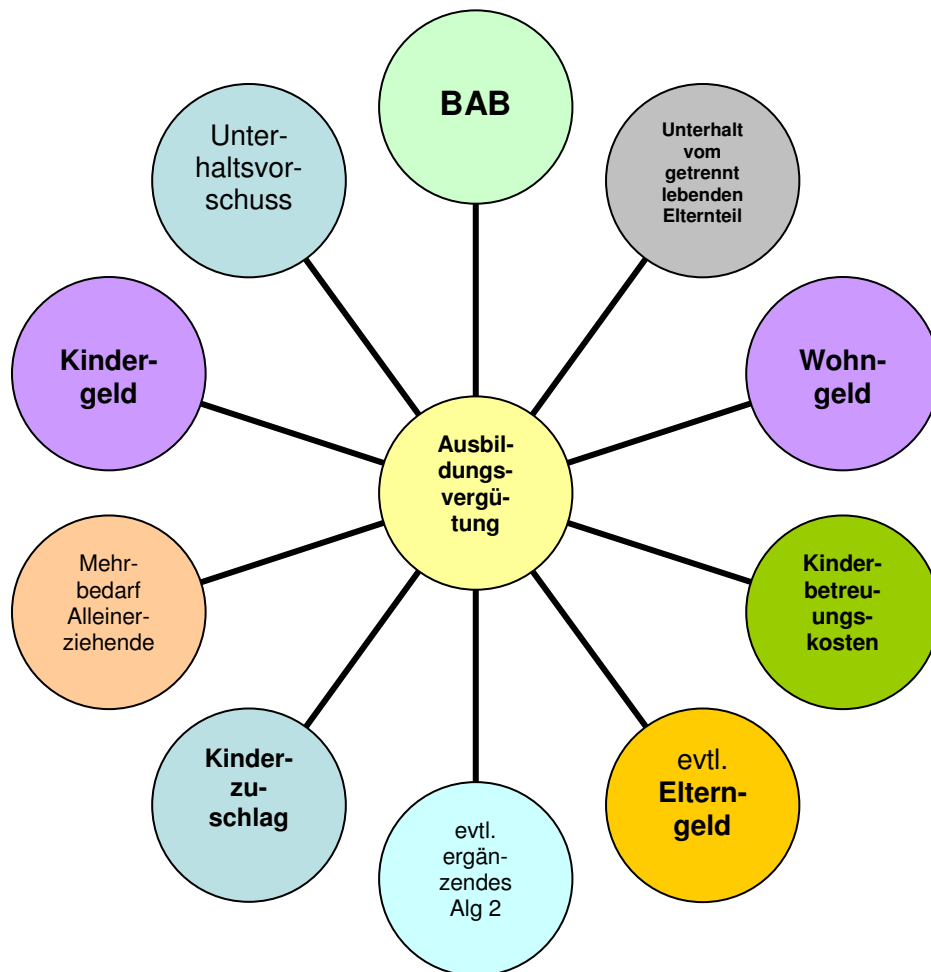 BAB
Unterhalt
vom
getrennt
lebenden
Elternteil
Wohn-
geld
Kinder-
betreu-
ungs-
kosten
evtl.
Eltern-
geld
evtl.
ergän-
zendes
Alg 2
Kinder-
zu-
schlag
Mehr-
bedarf
Alleiner-
ziehende
Kinder-
geld
Unter-
haltsvor-
schuss
Ausbil-
dungs-
vergü-
tung